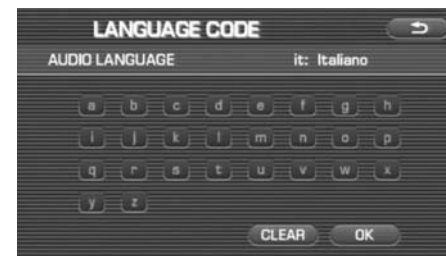 LANGUAGE CODE
AUDIO LANGUAGE it: Italiano
a b c d e f g h
i j k l m n o p
q r s t u v w x
y z
CLEAR OK